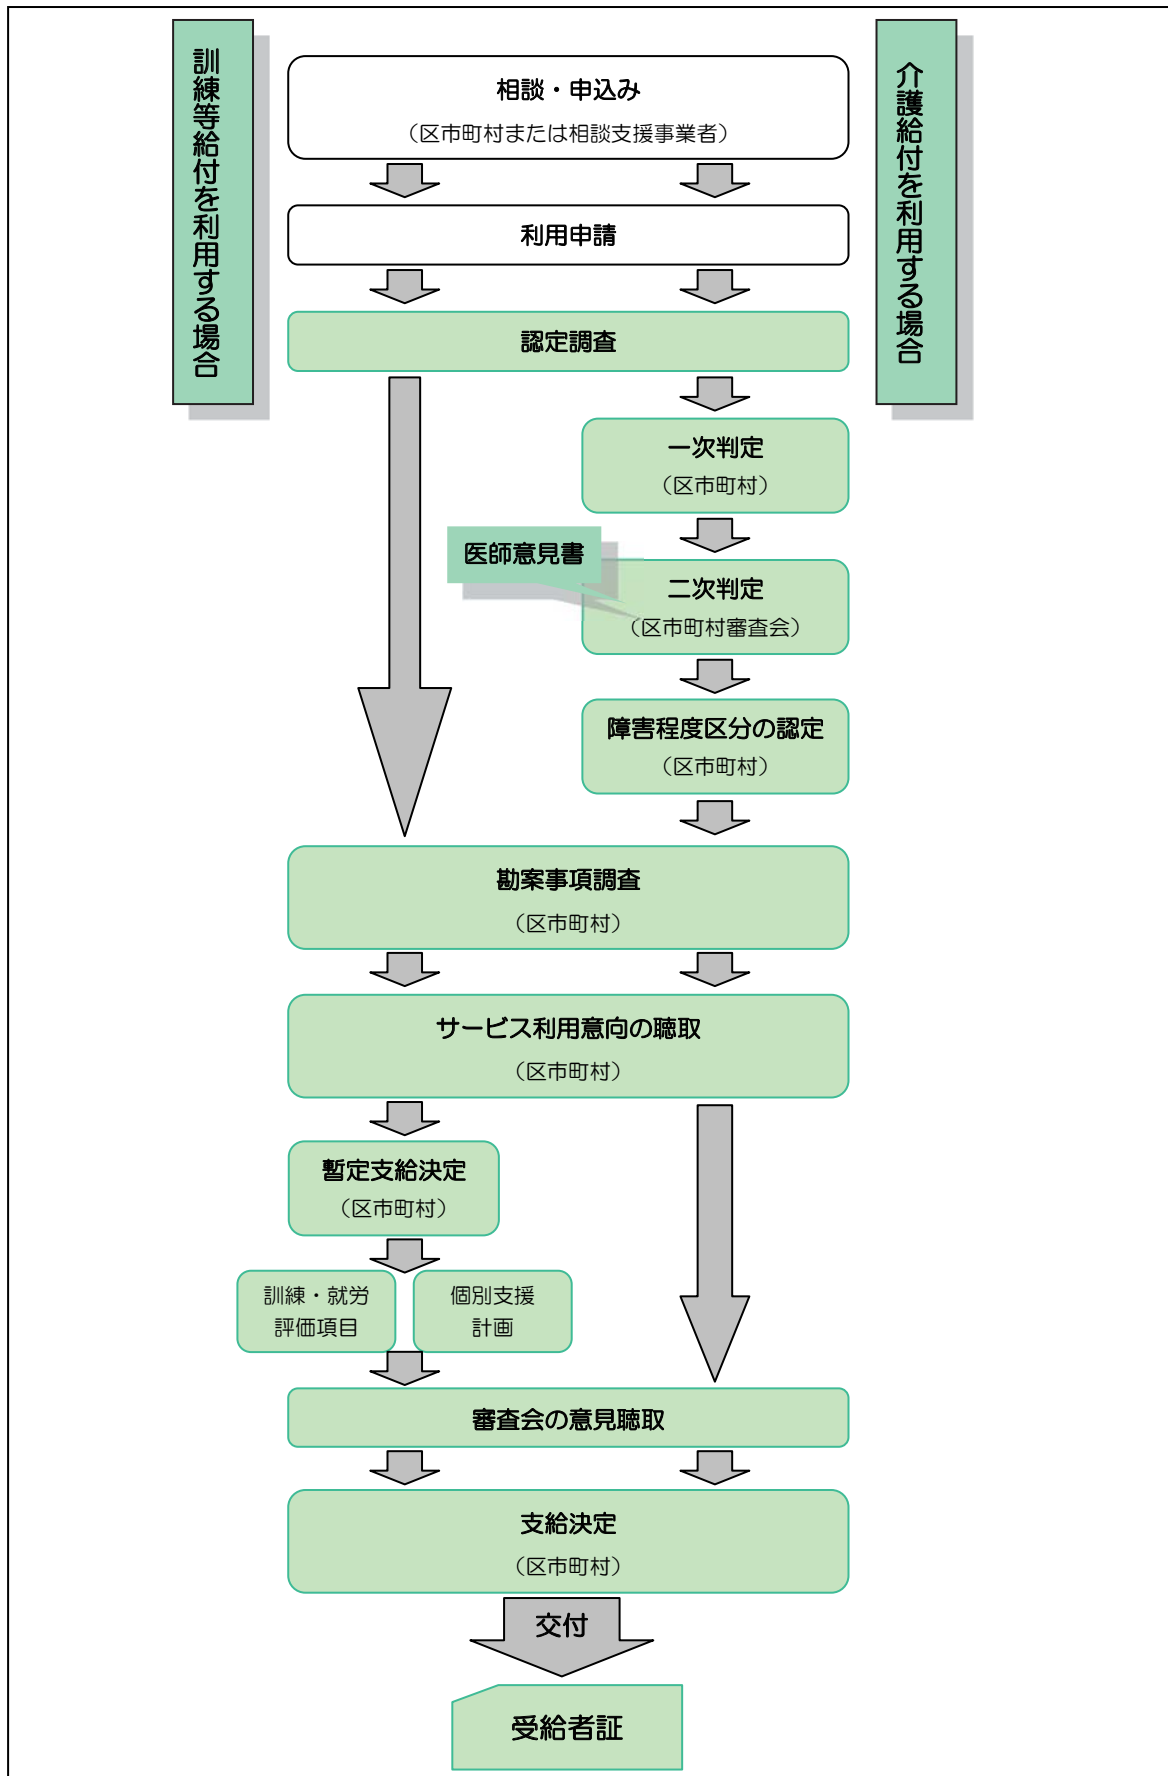 訓練等給付を利用する場合
介護給付を利用する場合
相談・申込み
（区市町村または相談支援事業者）
利用申請
認定調査
一次判定
（区市町村）
医師意見書
二次判定
（区市町村審査会）
障害程度区分の認定
（区市町村）
勘案事項調査
（区市町村）
サービス利用意向の聴取
（区市町村）
暫定支給決定
（区市町村）
訓練・就労
評価項目
個別支援
計画
審査会の意見聴取
支給決定
（区市町村）
交付
受給者証